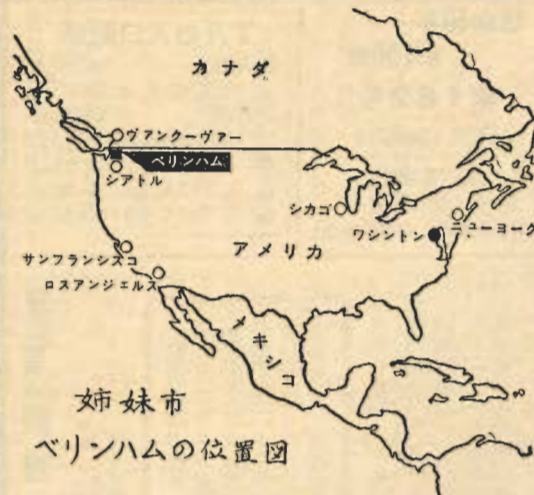 カナダ
ヴァンクーヴァー
ベリンハム
シアトル
シカゴ
ニューヨーク
ワシントン
アメリカ
サンフランシスコ
ロスアンジェルス
メキシコ
姉妹市
ベリンハムの位置図